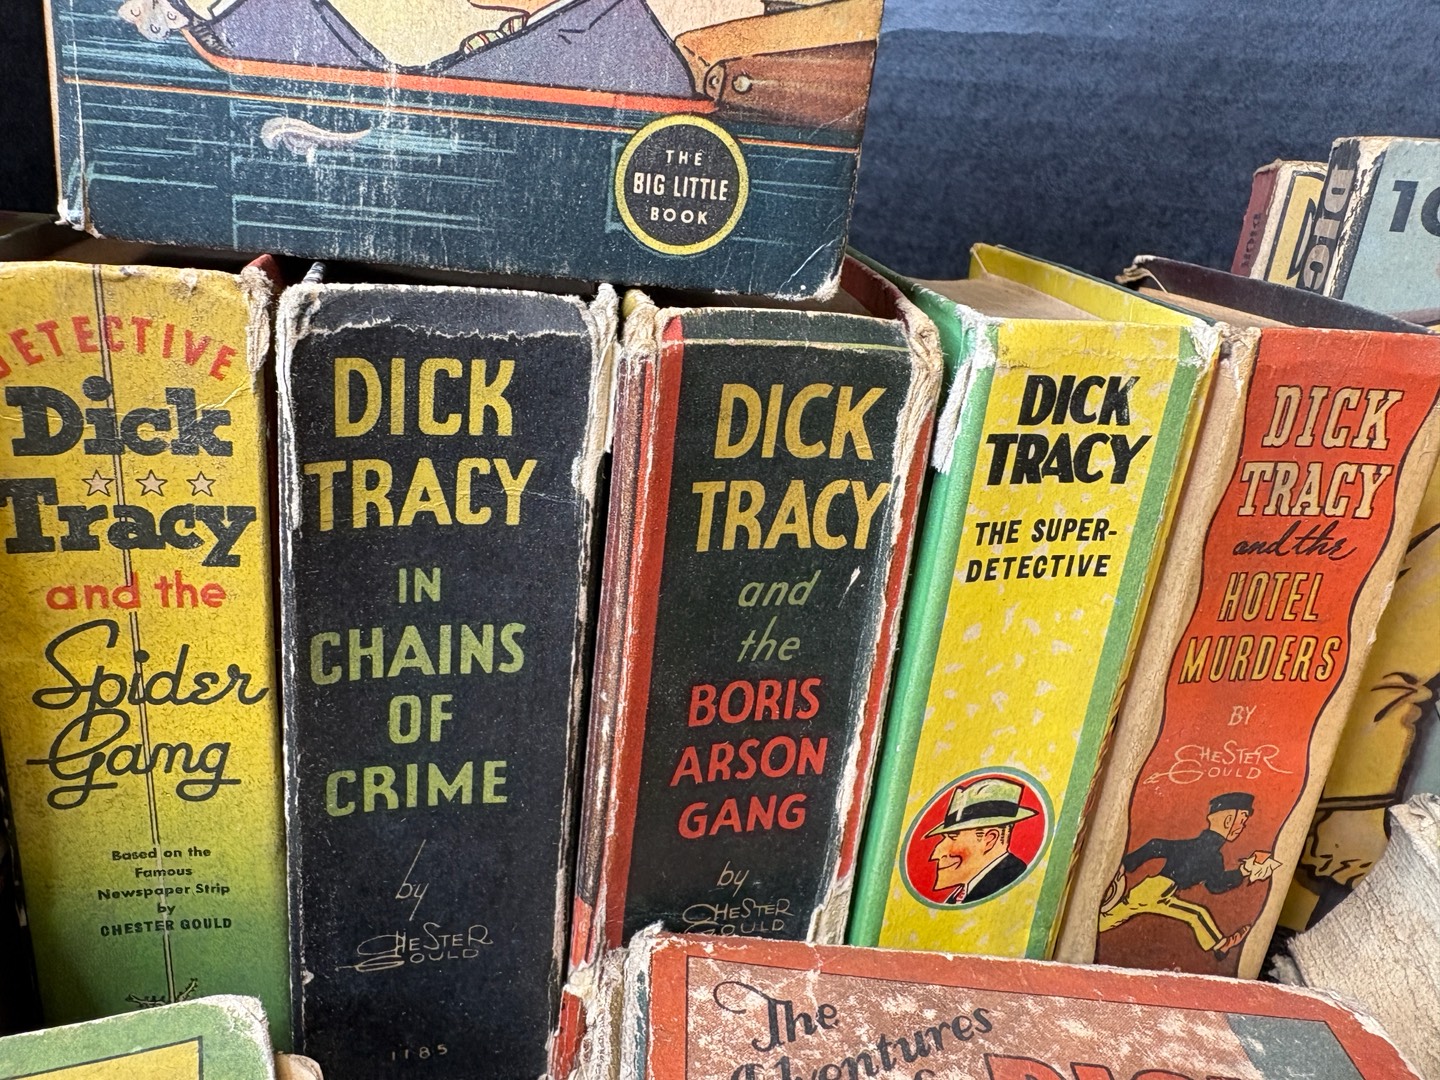 THE
BIG LITTLE
BOOK
DETECTIVE
Dick
Tracy
and the
Spider
Gang
Based on the
Famous
Newspaper Strip
by
CHESTER GOULD
DICK
TRACY
IN
CHAINS
OF
CRIME
by
CHESTER
GOULD
1185
DICK
TRACY
and
the
BORIS
ARSON
GANG
by
CHESTER
GOULD
DICK
TRACY
THE SUPER-
DETECTIVE
DICK
TRACY
and the
HOTEL
MURDERS
BY
CHESTER
GOULD
DIC
10
The
Adventures